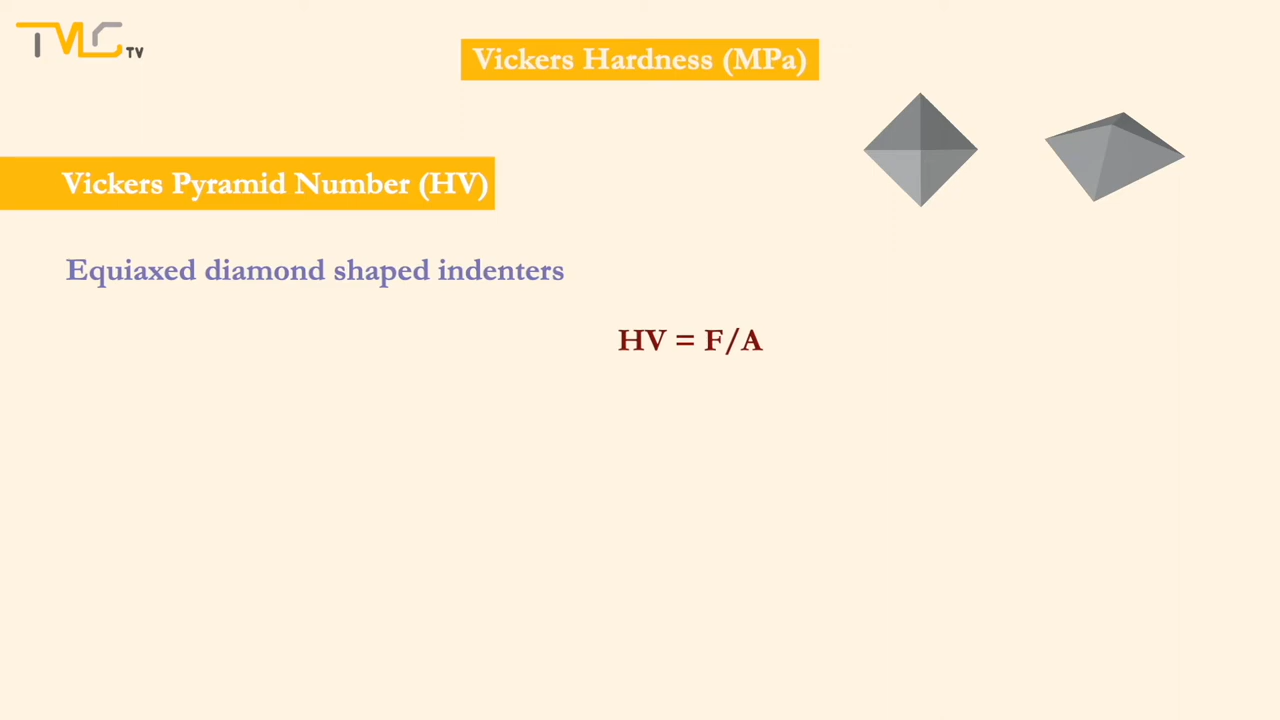 TMC TV
Vickers Hardness (MPa)
Vickers Pyramid Number (HV)
Equiaxed diamond shaped indenters
HV = F/A